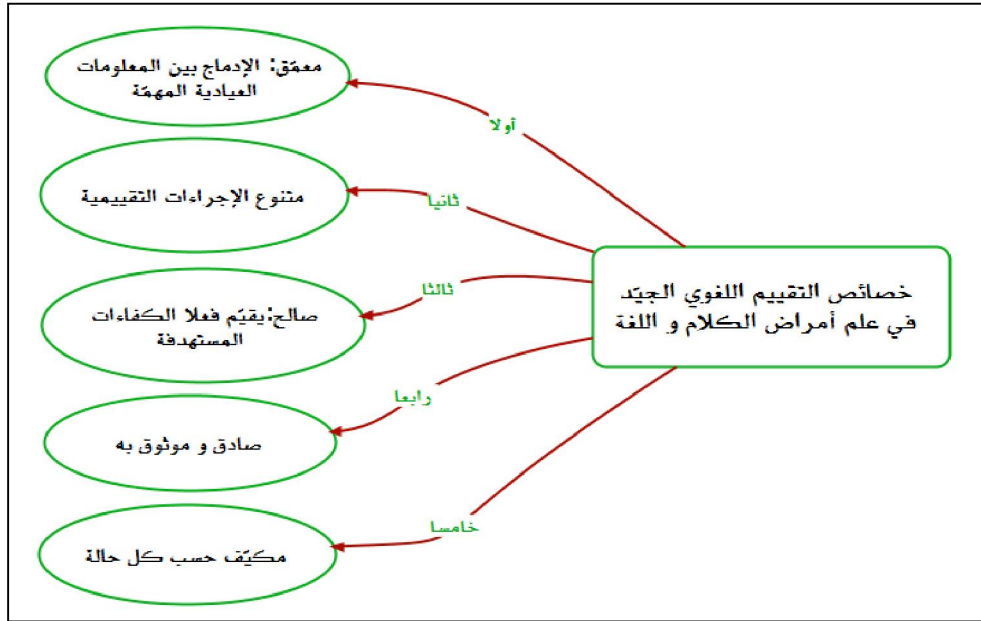 خصائص التقييم اللغوي الجيّد
في علم أمراض الكلام و اللغة
أولا
معمّق: الإدماج بين المعلومات
العيادية المهمّة
ثانيا
متنوع الإجراءات التقييمية
ثالثا
صالح:يقيّم فعلا الكفاءات
المستهدفة
رابعا
صادق و موثوق به
خامسا
مكيّف حسب كل حالة